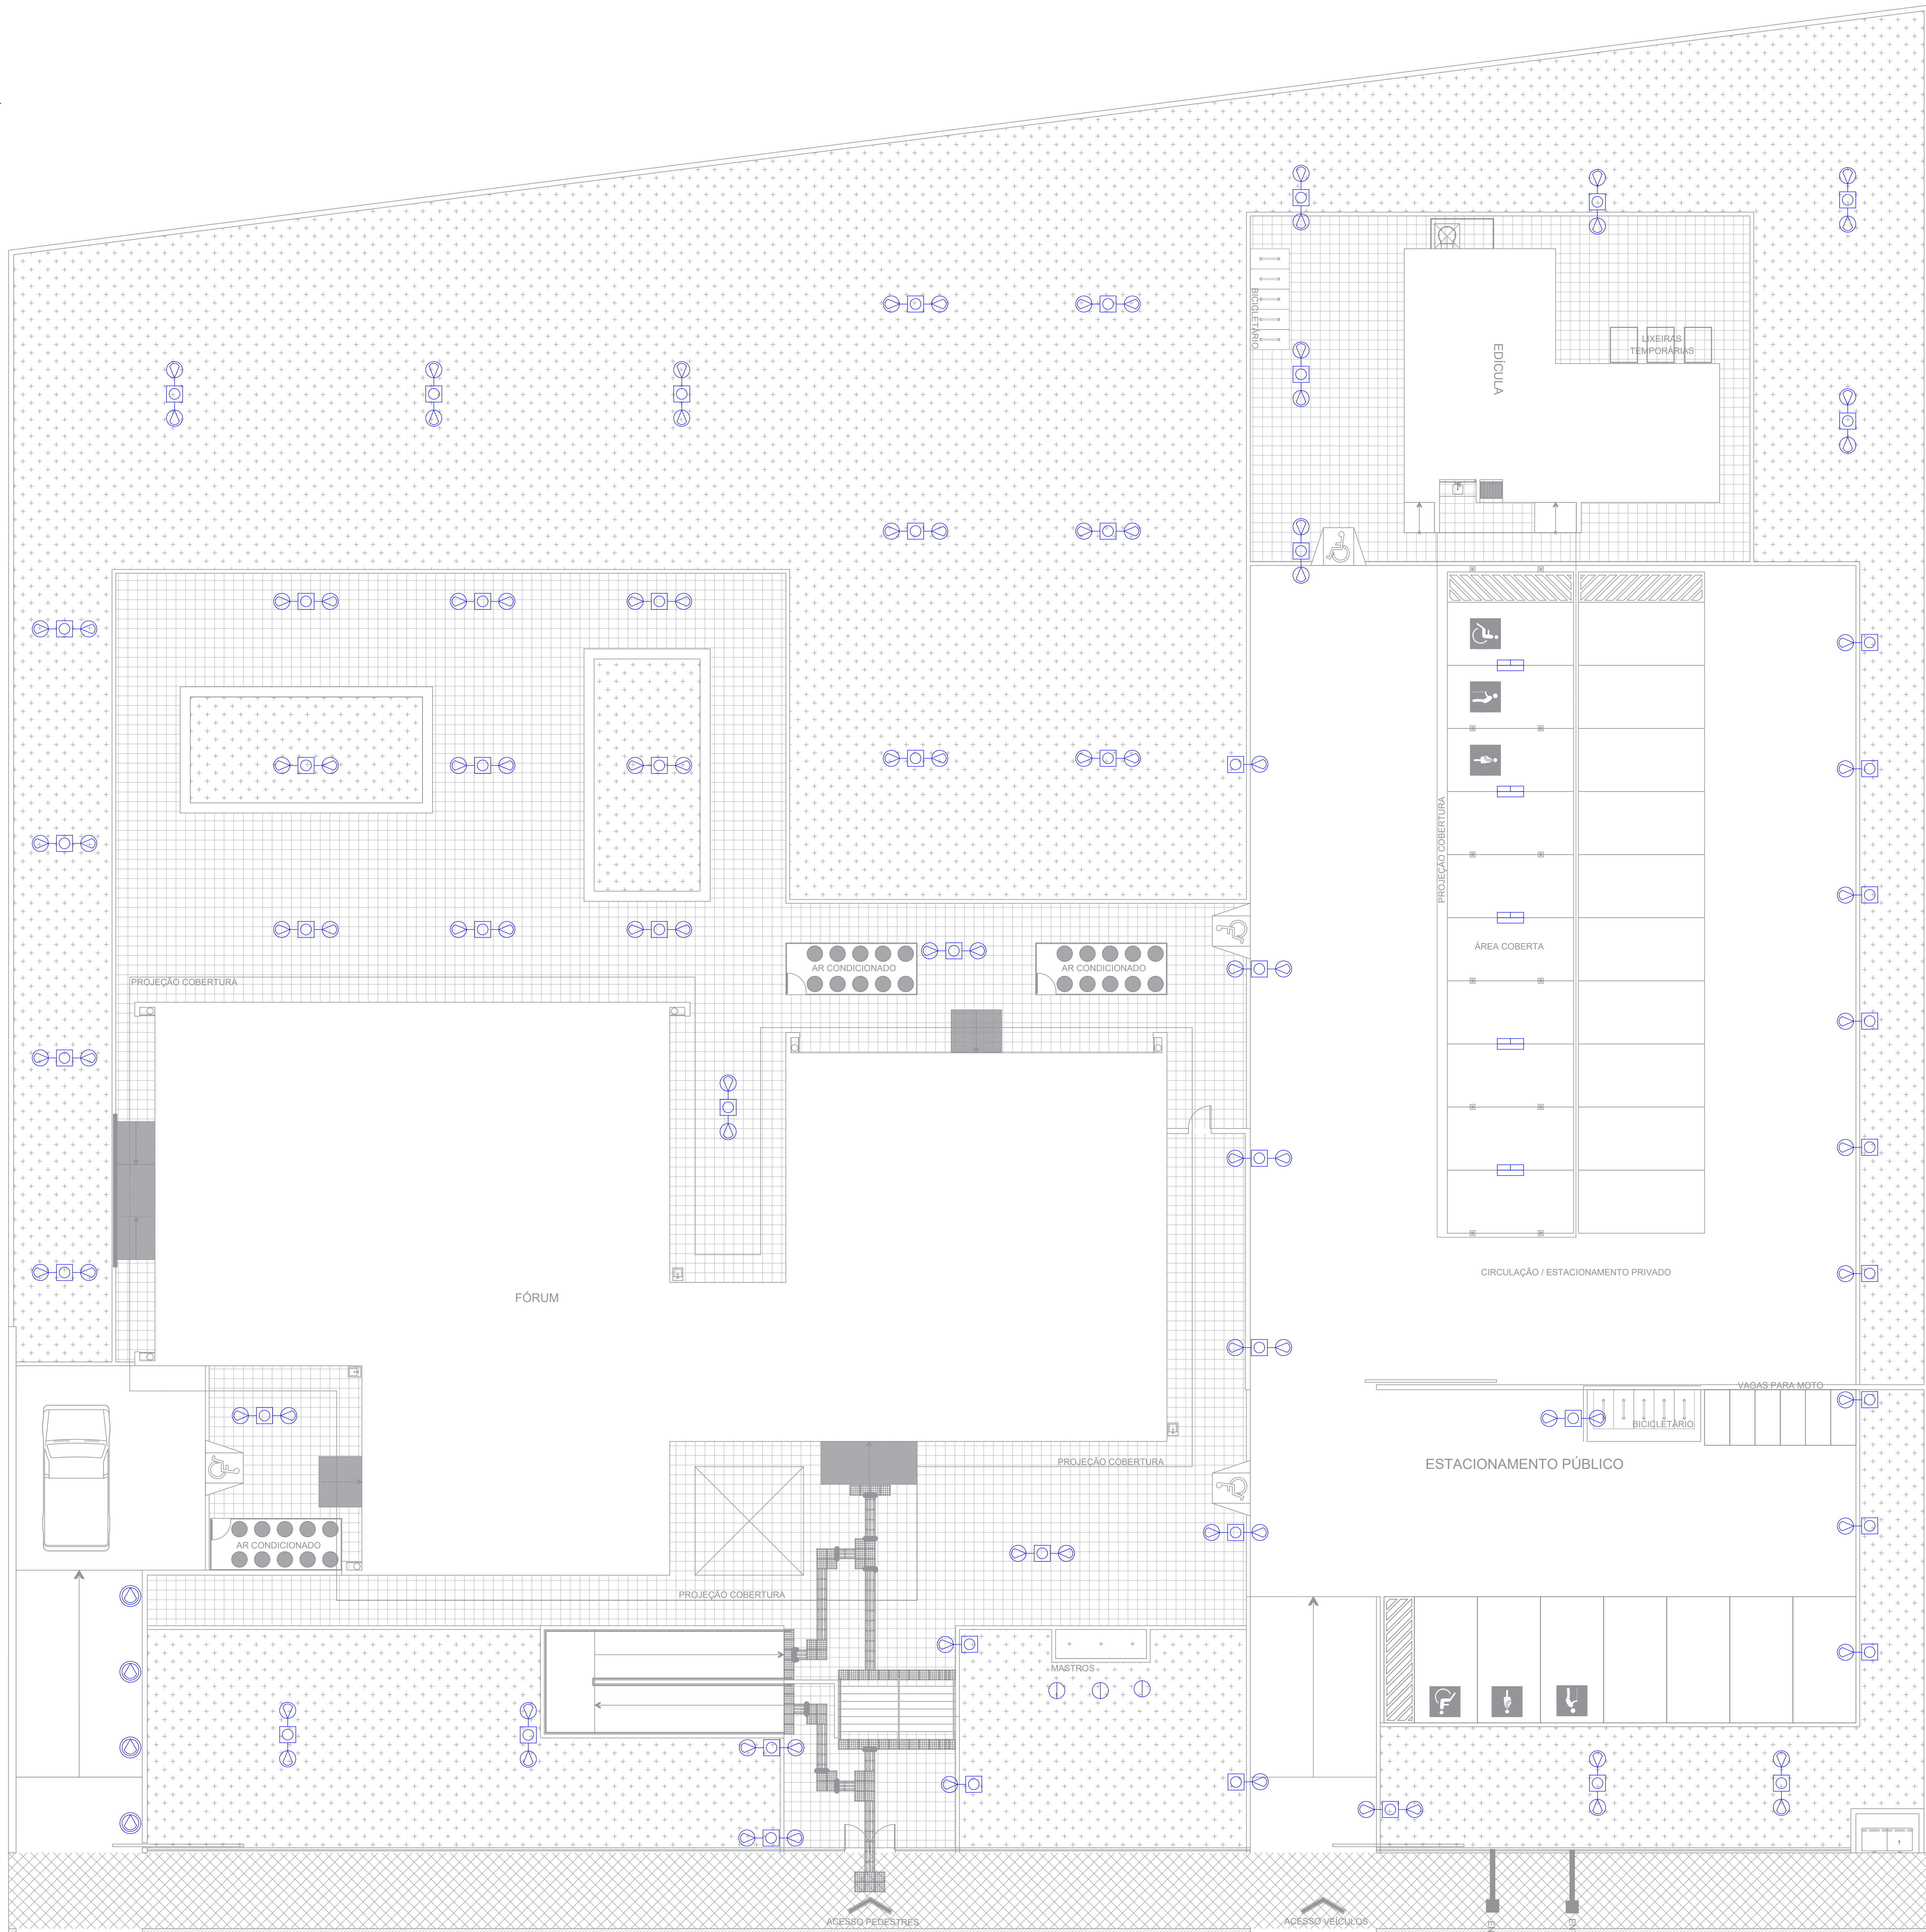 BICICLETÁRIO
EDÍCULA
LIXEIRAS
TEMPORÁRIAS
PROJEÇÃO COBERTURA
ÁREA COBERTA
AR CONDICIONADO
AR CONDICIONADO
PROJEÇÃO COBERTURA
CIRCULAÇÃO / ESTACIONAMENTO PRIVADO
FÓRUM
VAGAS PARA MOTO
BICICLETÁRIO
ESTACIONAMENTO PÚBLICO
PROJEÇÃO COBERTURA
AR CONDICIONADO
PROJEÇÃO COBERTURA
MASTROS
ACESSO PEDESTRES
ACESSO VEÍCULOS